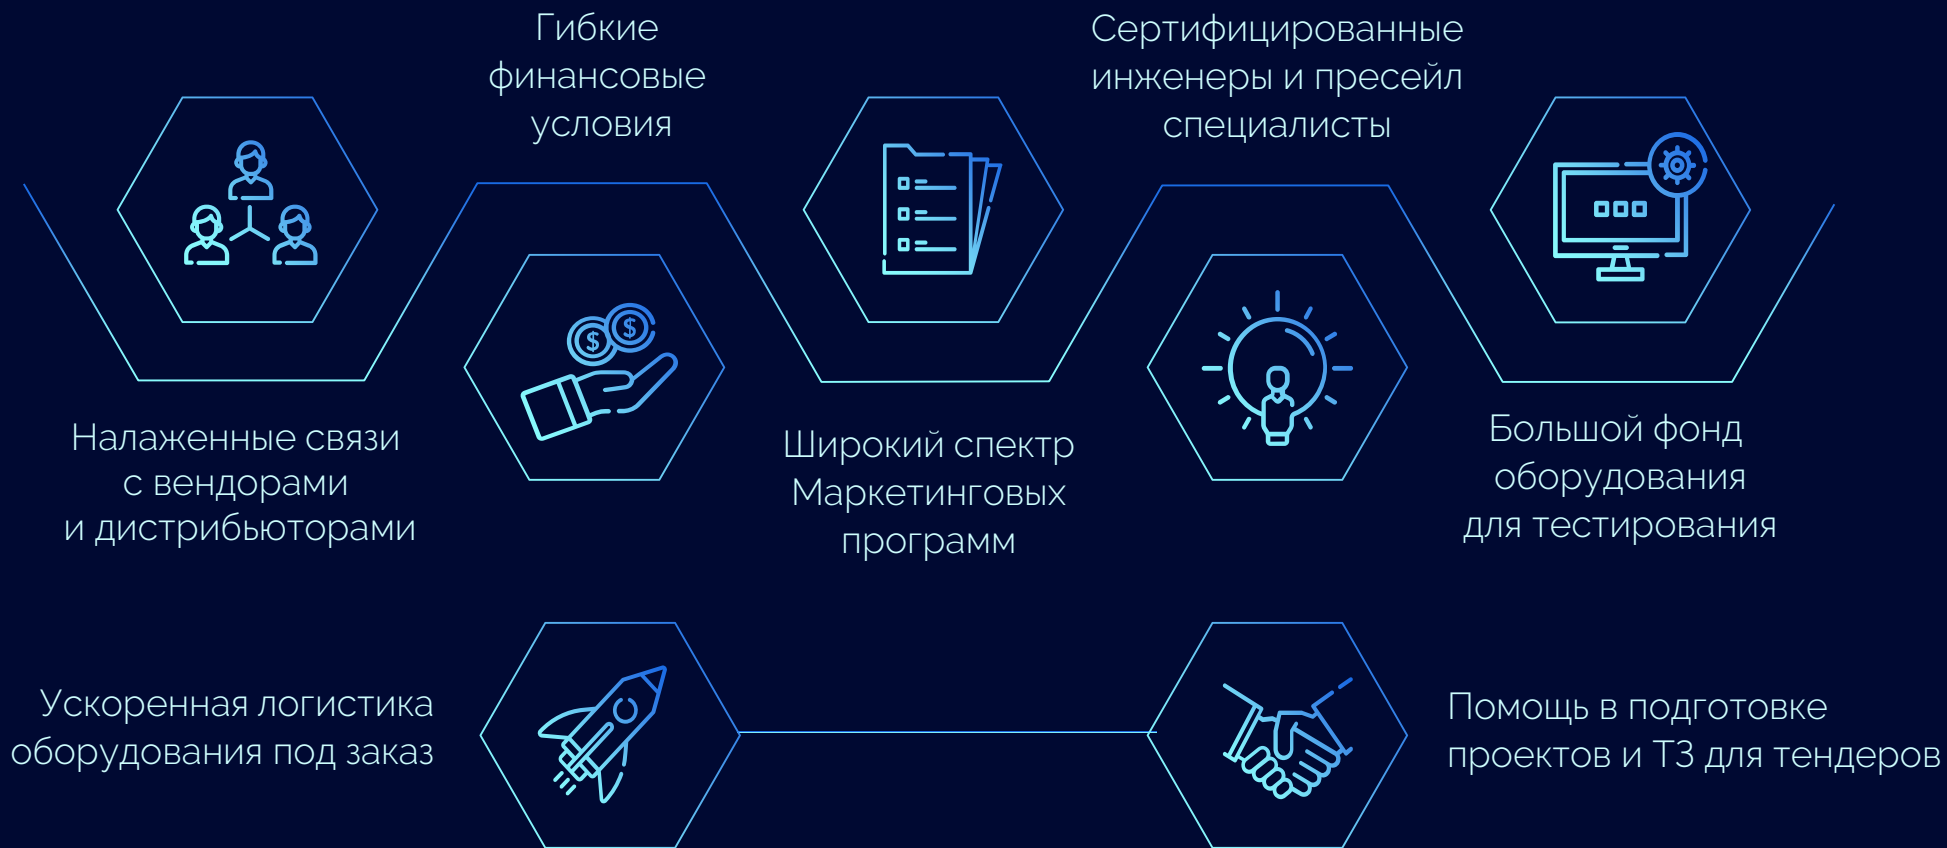 Гибкие
финансовые
условия
Сертифицированные
инженеры и пресейл
специалисты
Налаженные связи
с вендорами
и дистрибьюторами
Широкий спектр
Маркетинговых
программ
Большой фонд
оборудования
для тестирования
Ускоренная логистика
оборудования под заказ
Помощь в подготовке
проектов и ТЗ для тендеров